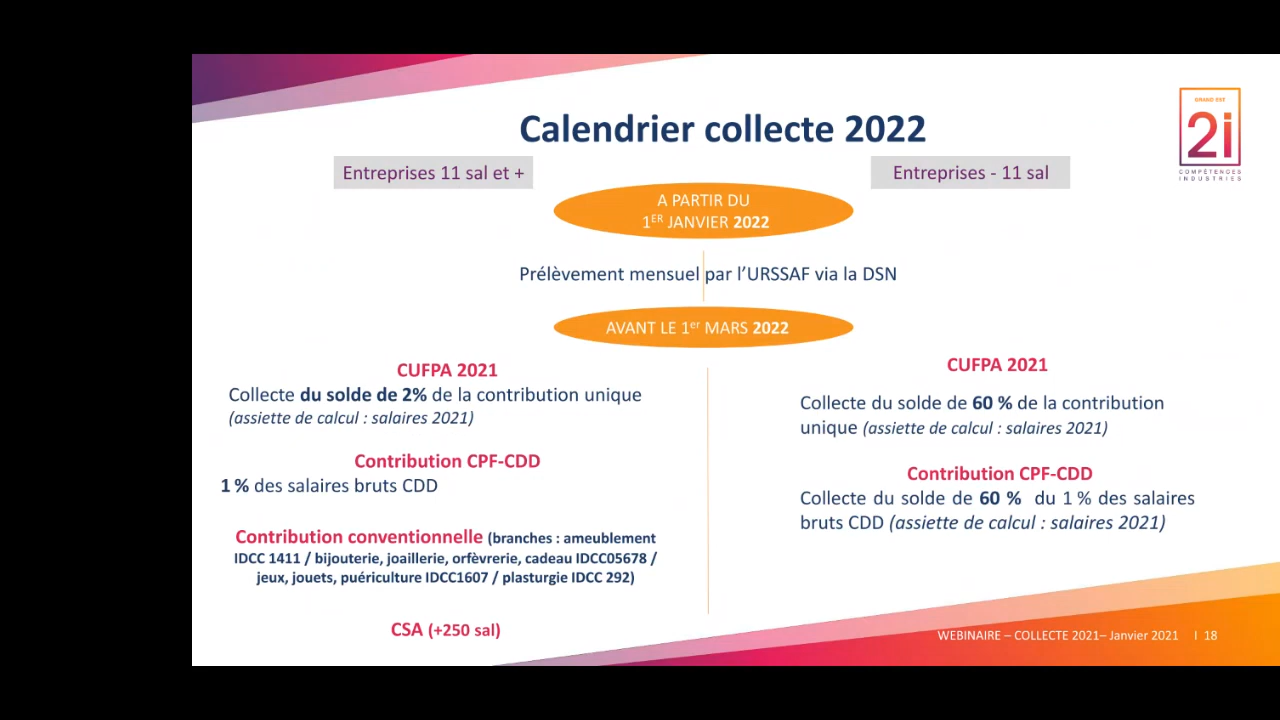 Calendrier collecte 2022
GRAND EST
2i
COMPÉTENCES
INDUSTRIES
Entreprises 11 sal et +
Entreprises - 11 sal
A PARTIR DU
1ER JANVIER 2022
Prélèvement mensuel par l’URSSAF via la DSN
AVANT LE 1er MARS 2022
CUFPA 2021
Collecte du solde de 2% de la contribution unique
(assiette de calcul : salaires 2021)
Contribution CPF-CDD
1 % des salaires bruts CDD
Contribution conventionnelle (branches : ameublement
IDCC 1411 / bijouterie, joaillerie, orfèvrerie, cadeau IDCC05678 /
jeux, jouets, puériculture IDCC1607 / plasturgie IDCC 292)
CSA (+250 sal)
CUFPA 2021
Collecte du solde de 60 % de la contribution
unique (assiette de calcul : salaires 2021)
Contribution CPF-CDD
Collecte du solde de 60 % du 1 % des salaires
bruts CDD (assiette de calcul : salaires 2021)
WEBINAIRE – COLLECTE 2021– Janvier 2021 I 18